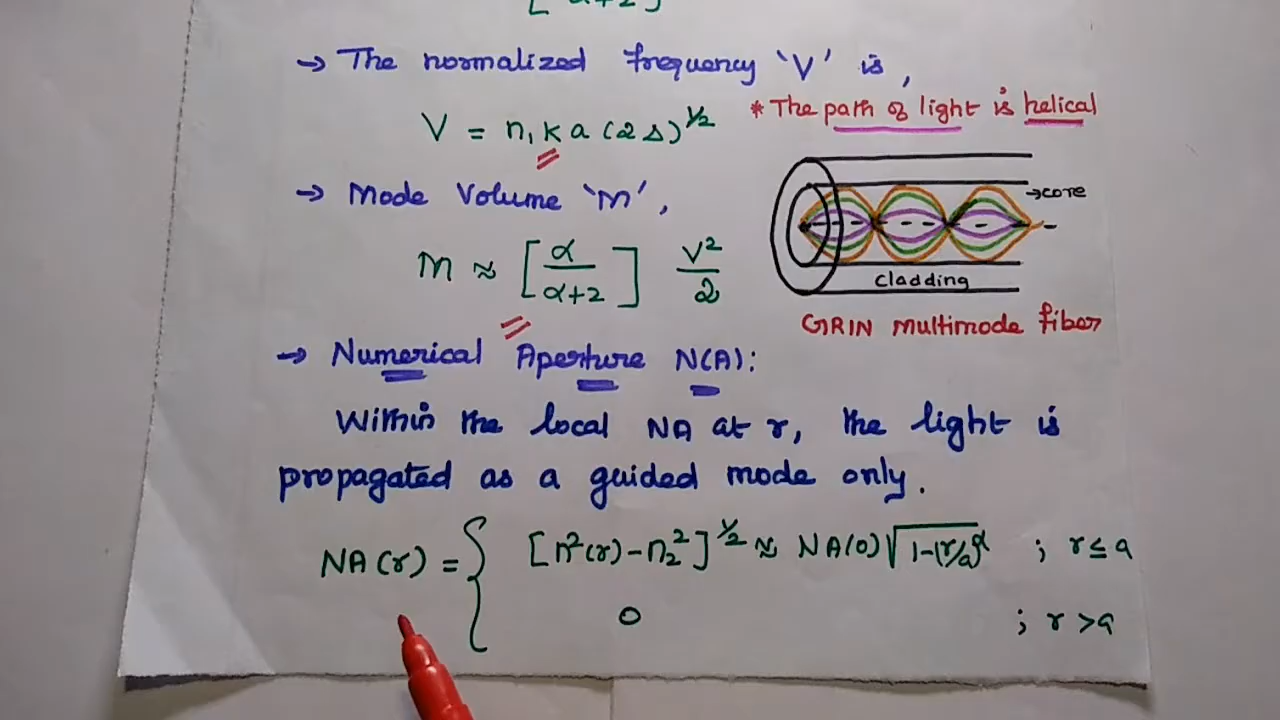 → The normalized frequency 'V' is,
V = n₁ k a (2Δ)^1/2
* The path of light is helical
→ Mode Volume 'M',
→core
M ≈ [α/α+2] V²/2
Cladding
GRIN Multimode fiber
→ Numerical Aperture N(A):
Within the local NA at r, the light is
propagated as a guided mode only.
NA(r) = { [n²(r) - n₂²]^1/2 ≈ NA(0) √1-(r/a)^α ; r ≤ a
0 ; r > a